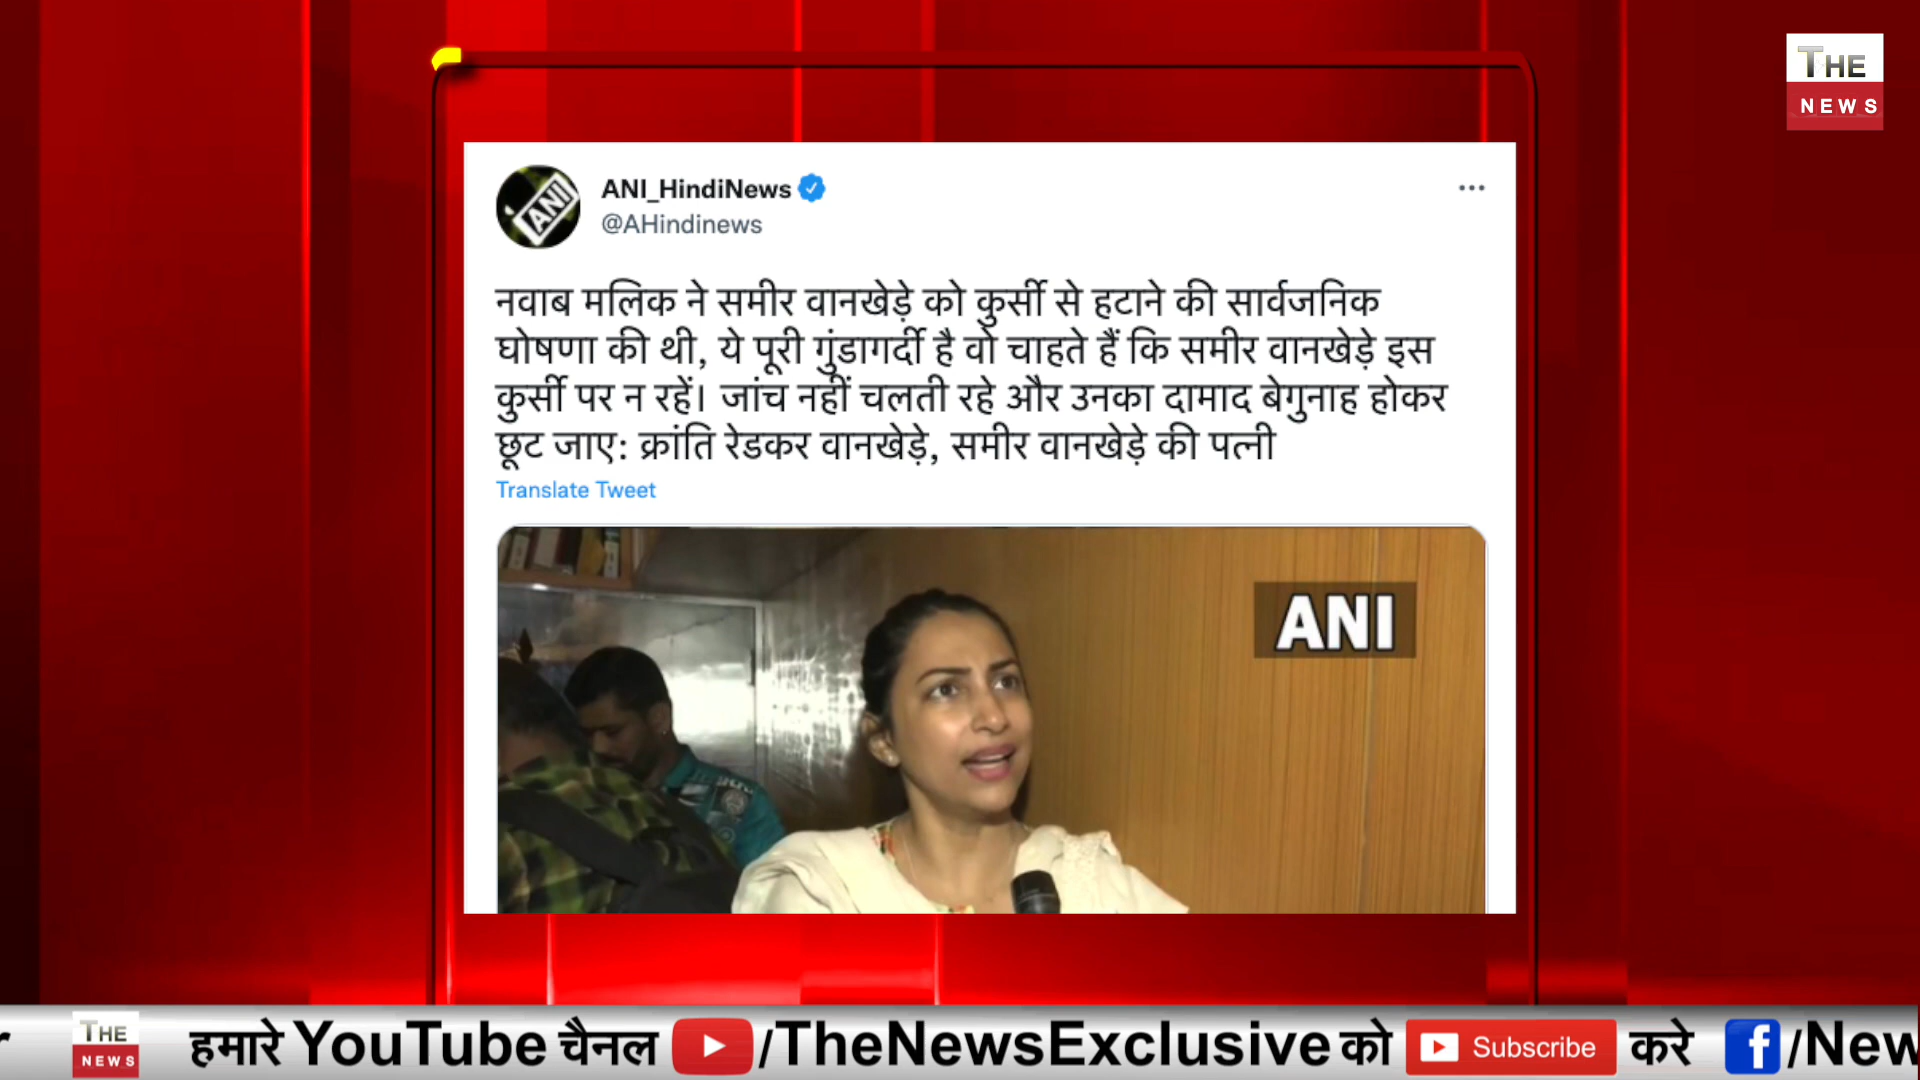 THE
NEWS
ANI
ANI_HindiNews
@AHindinews
नवाब मलिक ने समीर वानखेड़े को कुर्सी से हटाने की सार्वजनिक
घोषणा की थी, ये पूरी गुंडागर्दी है वो चाहते हैं कि समीर वानखेड़े इस
कुर्सी पर न रहें। जांच नहीं चलती रहे और उनका दामाद बेगुनाह होकर
छूट जाए: क्रांति रेडकर वानखेड़े, समीर वानखेड़े की पत्नी
Translate Tweet
ANI
THE
NEWS
हमारे YouTube चैनल /TheNewsExclusive को Subscribe करे f /New